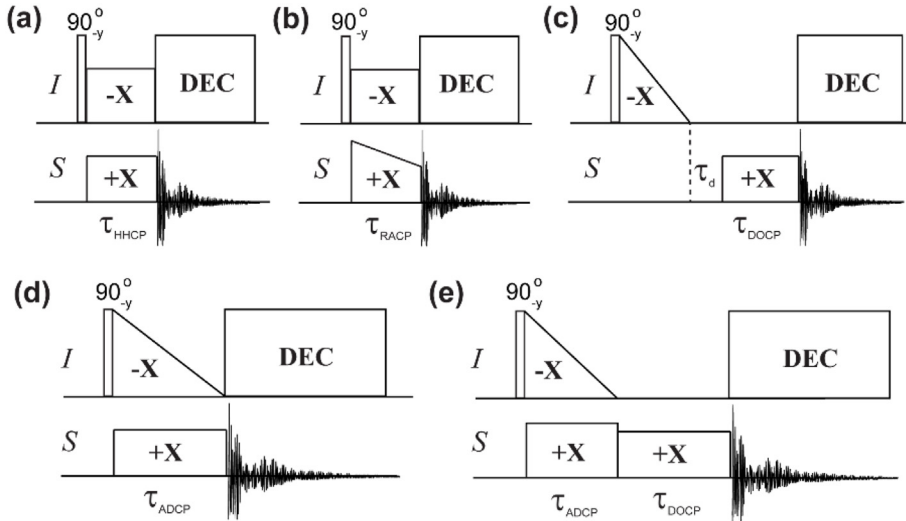 (a) (b) (c)
90°-y 90°-y 90°-y
I -X DEC I -X DEC I -X DEC
S +X S +X S τd +X
τHHCP τRACP τDOCP
(d) (e)
90°-y 90°-y
I -X DEC I -X DEC
S +X S +X +X
τADCP τADCP τDOCP